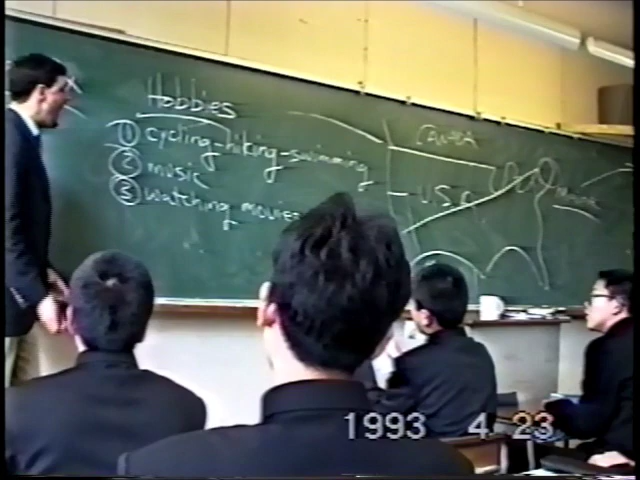 Hobbies
① cycling-hiking-swimming
② music
③ watching movies
CANADA
U.S.
1993 4. 23